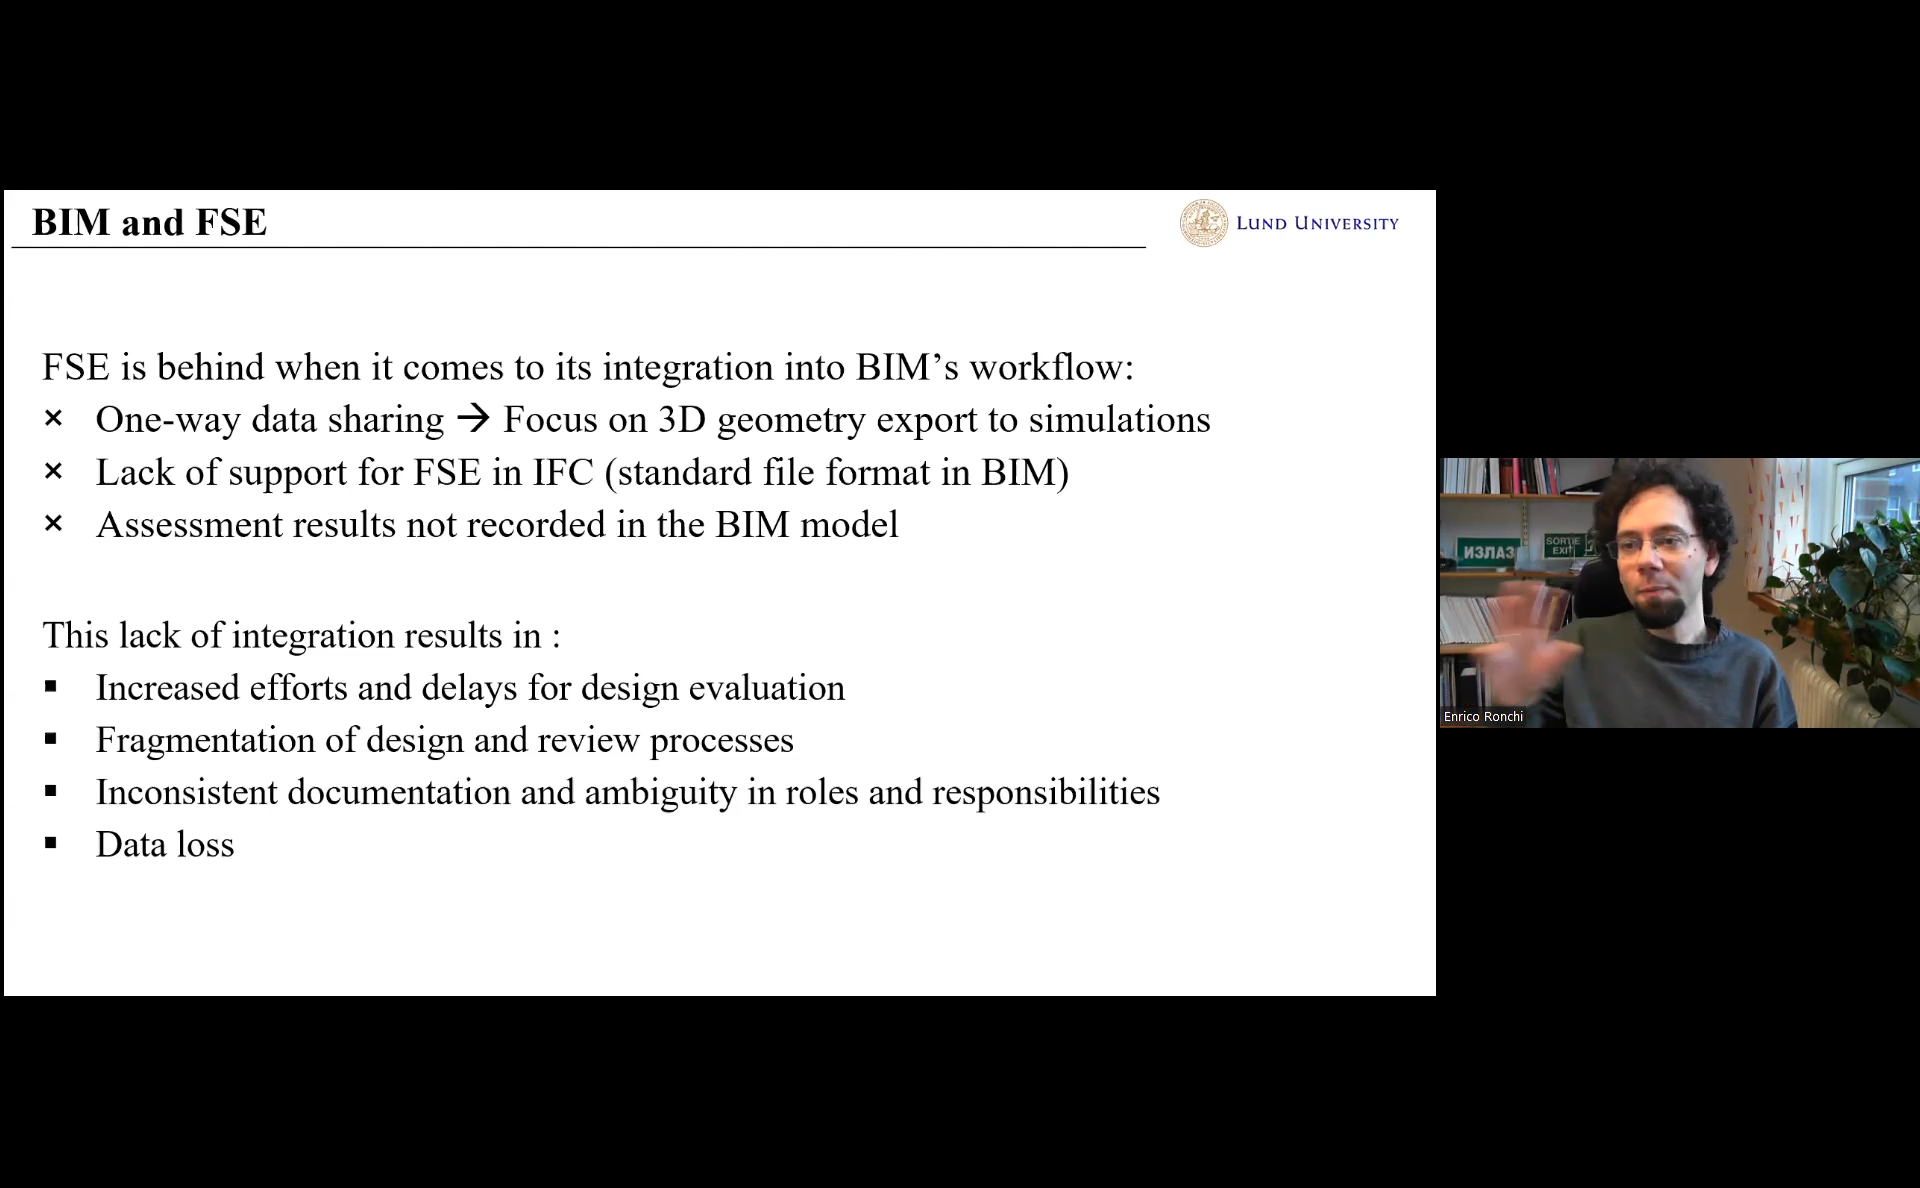 BIM and FSE
LUND UNIVERSITY
FSE is behind when it comes to its integration into BIM’s workflow:
× One-way data sharing → Focus on 3D geometry export to simulations
× Lack of support for FSE in IFC (standard file format in BIM)
× Assessment results not recorded in the BIM model
This lack of integration results in :
▪ Increased efforts and delays for design evaluation
▪ Fragmentation of design and review processes
▪ Inconsistent documentation and ambiguity in roles and responsibilities
▪ Data loss
ИЗЛАЗ
SORTIE
EXIT
Enrico Ronchi